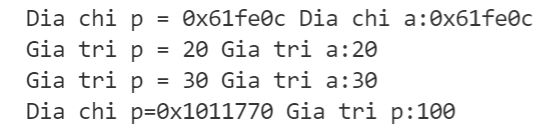 Dia chi p = 0x61fe0c Dia chi a:0x61fe0c
Gia tri p = 20 Gia tri a:20
Gia tri p = 30 Gia tri a:30
Dia chi p=0x1011770 Gia tri p:100